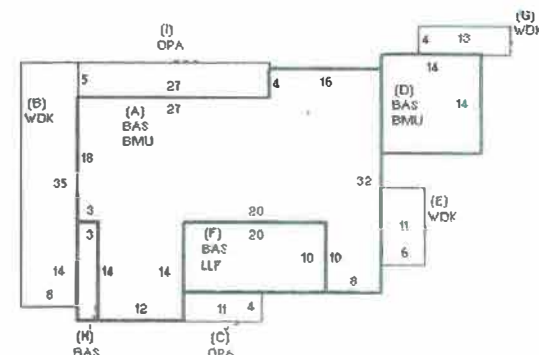 (G)
WDK
4 13
(I)
OPA
14
5 27 4 16
(B)
WDK
27
(A)
BAS
BMU
(D)
BAS
BMU
14
18
35
32
(E)
WDK
3 20
3 20
(F)
BAS
LLF
11
10 10
6
14 14 14
8
8
12
11 4
(H)
BAS
(C)